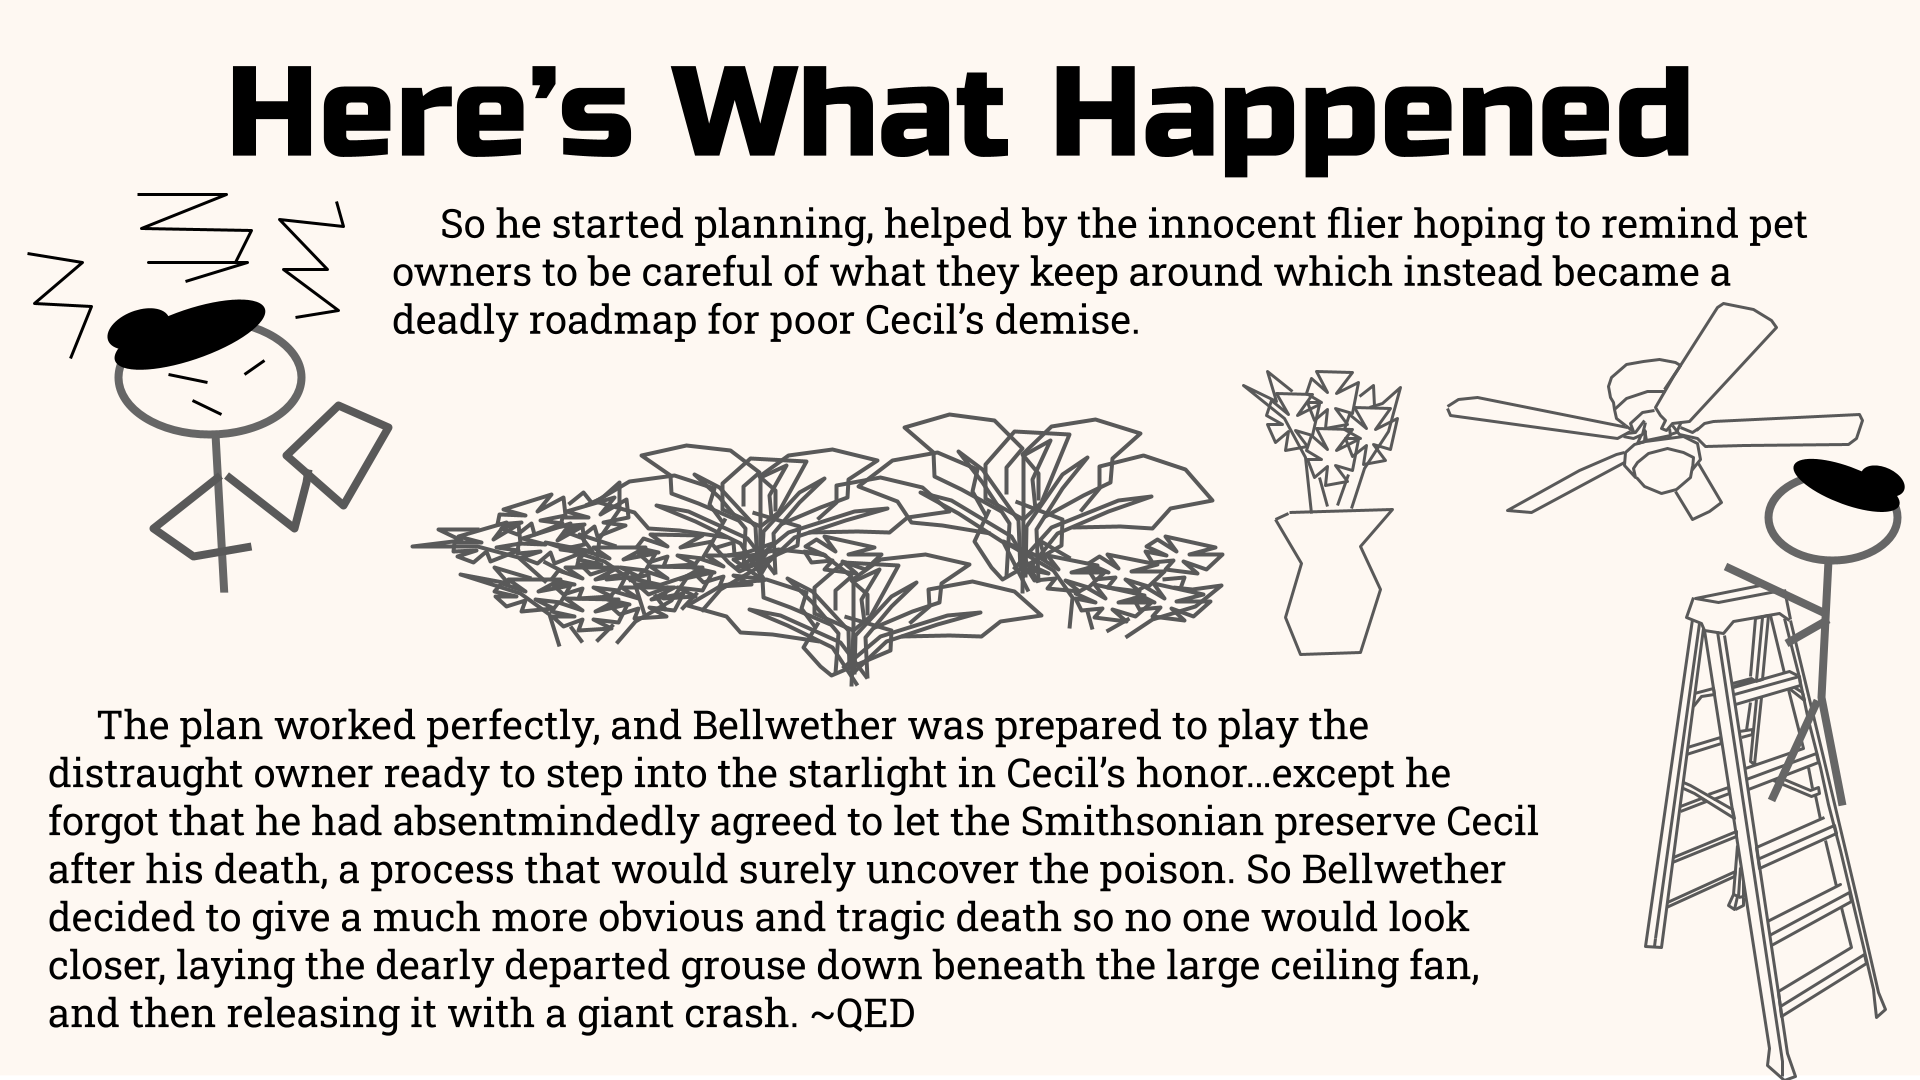 Here’s What Happened
So he started planning, helped by the innocent flier hoping to remind pet
owners to be careful of what they keep around which instead became a
deadly roadmap for poor Cecil’s demise.
The plan worked perfectly, and Bellwether was prepared to play the
distraught owner ready to step into the starlight in Cecil’s honor...except he
forgot that he had absentmindedly agreed to let the Smithsonian preserve Cecil
after his death, a process that would surely uncover the poison. So Bellwether
decided to give a much more obvious and tragic death so no one would look
closer, laying the dearly departed grouse down beneath the large ceiling fan,
and then releasing it with a giant crash. ~QED